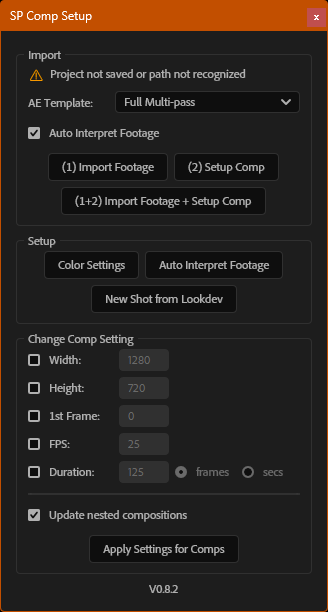 SP Comp Setup
x
Import
Project not saved or path not recognized
AE Template: Full Multi-pass
Auto Interpret Footage
(1) Import Footage (2) Setup Comp
(1+2) Import Footage + Setup Comp
Setup
Color Settings Auto Interpret Footage
New Shot from Lookdev
Change Comp Setting
Width: 1280
Height: 720
1st Frame: 0
FPS: 25
Duration: 125 frames secs
Update nested compositions
Apply Settings for Comps
V0.8.2